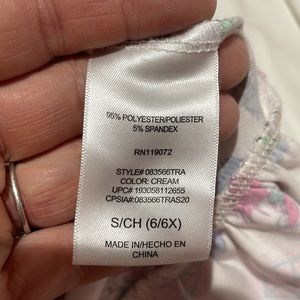 95% POLYESTER/POLIESTER
5% SPANDEX
RN119072
STYLE# 083566TRA
COLOR: CREAM
UPC# 193058112655
CPSIA#:083566TRAS20
S/CH (6/6X)
MADE IN/HECHO EN
CHINA